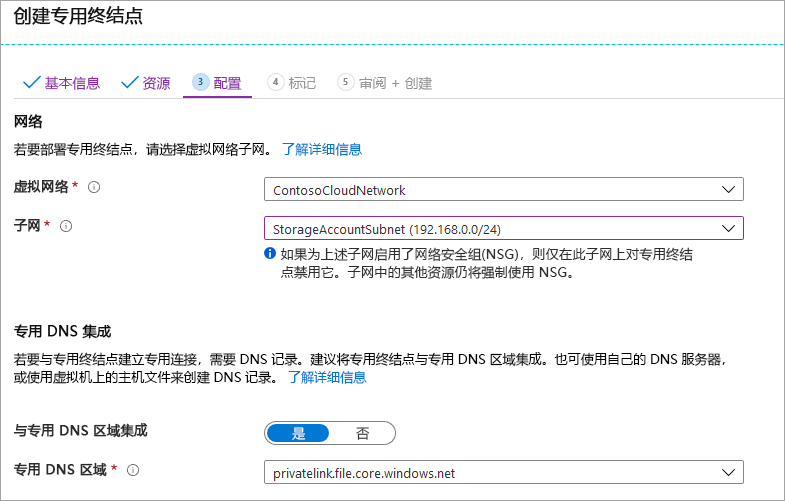 创建专用终结点
基本信息 资源 3 配置 4 标记 5 审阅 + 创建
网络
若要部署专用终结点，请选择虚拟网络子网。 了解详细信息
虚拟网络 * ContosoCloudNetwork
子网 * StorageAccountSubnet (192.168.0.0/24)
如果为上述子网启用了网络安全组(NSG)，则仅在此子网上对专用终结
点禁用它。子网中的其他资源仍将强制使用 NSG。
专用 DNS 集成
若要与专用终结点建立专用连接，需要 DNS 记录。建议将专用终结点与专用 DNS 区域集成。也可使用自己的 DNS 服务器，
或使用虚拟机上的主机文件来创建 DNS 记录。 了解详细信息
与专用 DNS 区域集成 是 否
专用 DNS 区域 * privatelink.file.core.windows.net